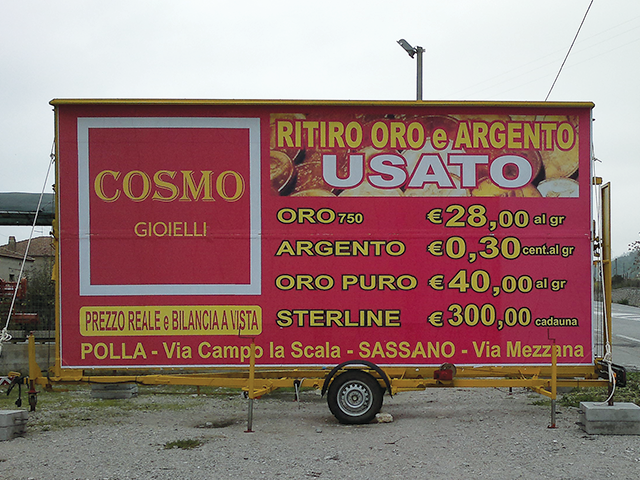 COSMO
GIOIELLI
RITIRO ORO e ARGENTO
USATO
ORO 750 €28,00 al gr
ARGENTO €0,30 cent.al gr
ORO PURO €40,00 al gr
STERLINE €300,00 cadauna
PREZZO REALE e BILANCIA A VISTA
POLLA - Via Campo la Scala - SASSANO - Via Mezzana